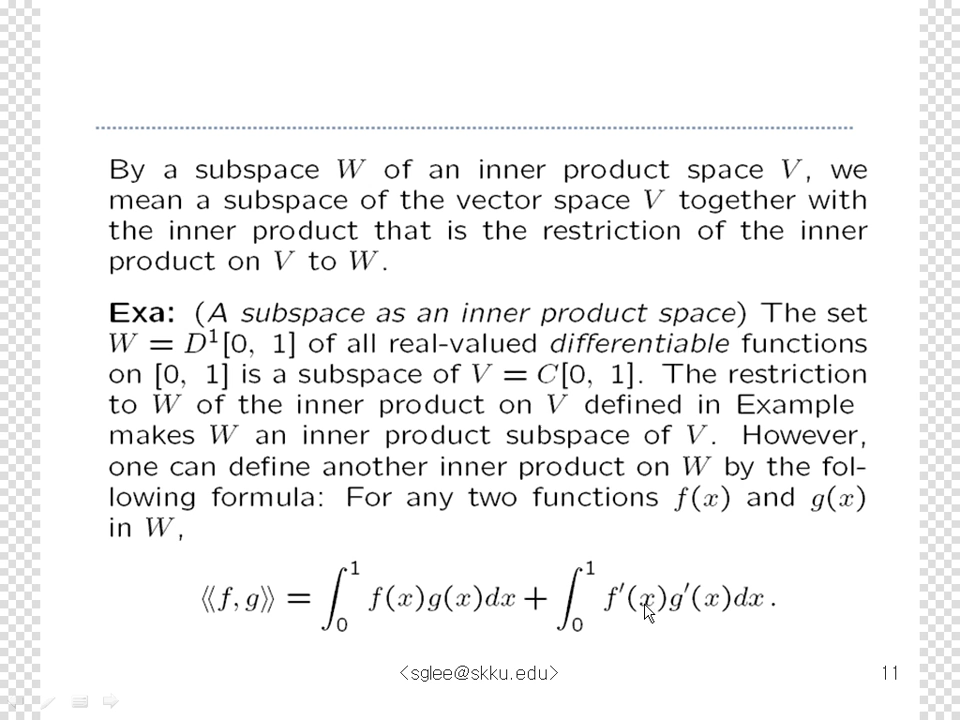 By a subspace W of an inner product space V, we
mean a subspace of the vector space V together with
the inner product that is the restriction of the inner
product on V to W.
Exa: (A subspace as an inner product space) The set
W = D¹[0, 1] of all real-valued differentiable functions
on [0, 1] is a subspace of V = C[0, 1]. The restriction
to W of the inner product on V defined in Example
makes W an inner product subspace of V. However,
one can define another inner product on W by the fol-
lowing formula: For any two functions f(x) and g(x)
in W,
⟪f, g⟫ = ∫₀¹ f(x)g(x)dx + ∫₀¹ f′(x)g′(x)dx.
<sglee@skku.edu> 11